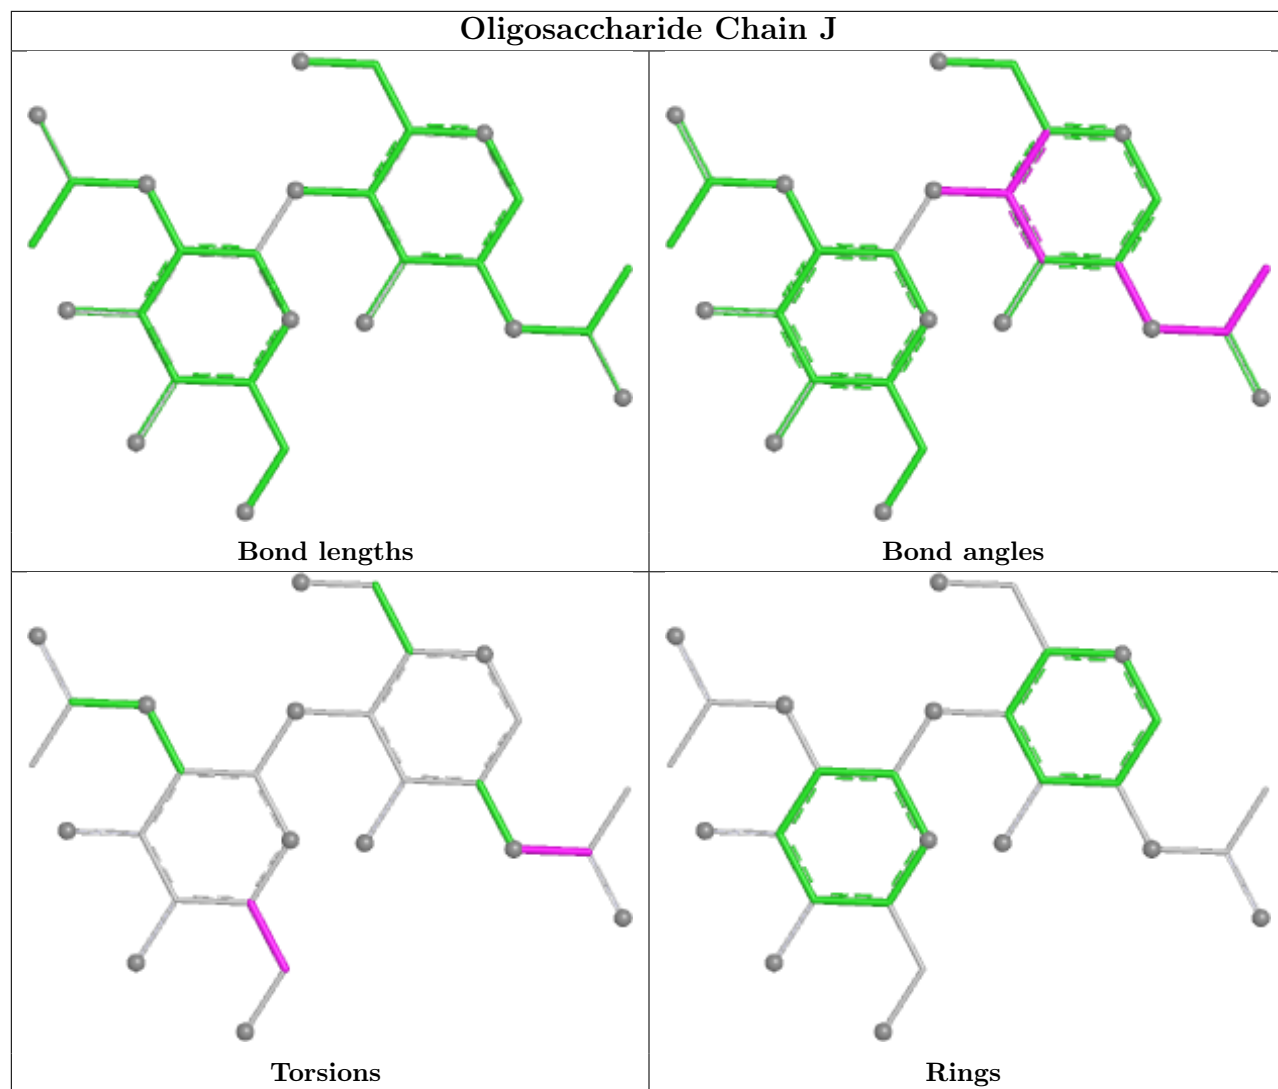 Oligosaccharide Chain J
Bond lengths
Bond angles
Torsions
Rings